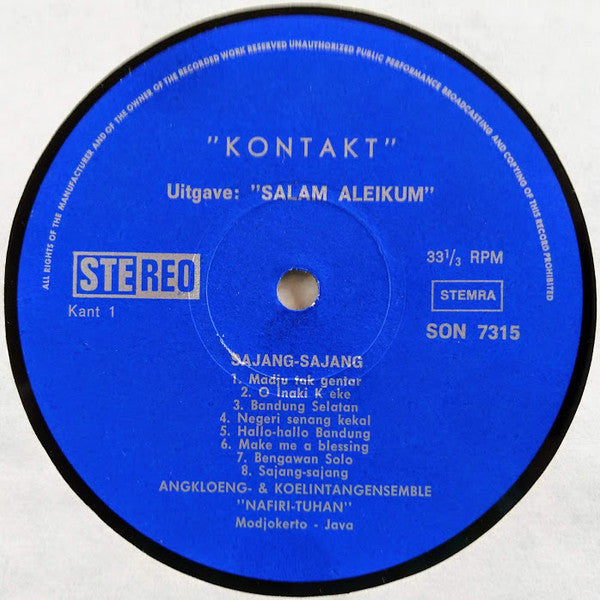 ALL RIGHTS OF THE MANUFACTURER AND OF THE OWNER OF THE RECORDED WORK RESERVED UNAUTHORIZED PUBLIC PERFORMANCE BROADCASTING AND COPYING OF THIS RECORD PROHIBITED
"KONTAKT"
Uitgave: "SALAM ALEIKUM"
STEREO
Kant 1
33 1/3 RPM
STEMRA
SON 7315
SAJANG-SAJANG
1. Madju tak gentar
2. O Inaki K eke
3. Bandung Selatan
4. Negeri senang kekal
5. Hallo-hallo Bandung
6. Make me a blessing
7. Bengawan Solo
8. Sajang-sajang
ANGKLOENG- & KOELINTANGENSEMBLE
"NAFIRI-TUHAN"
Modjokerto - Java